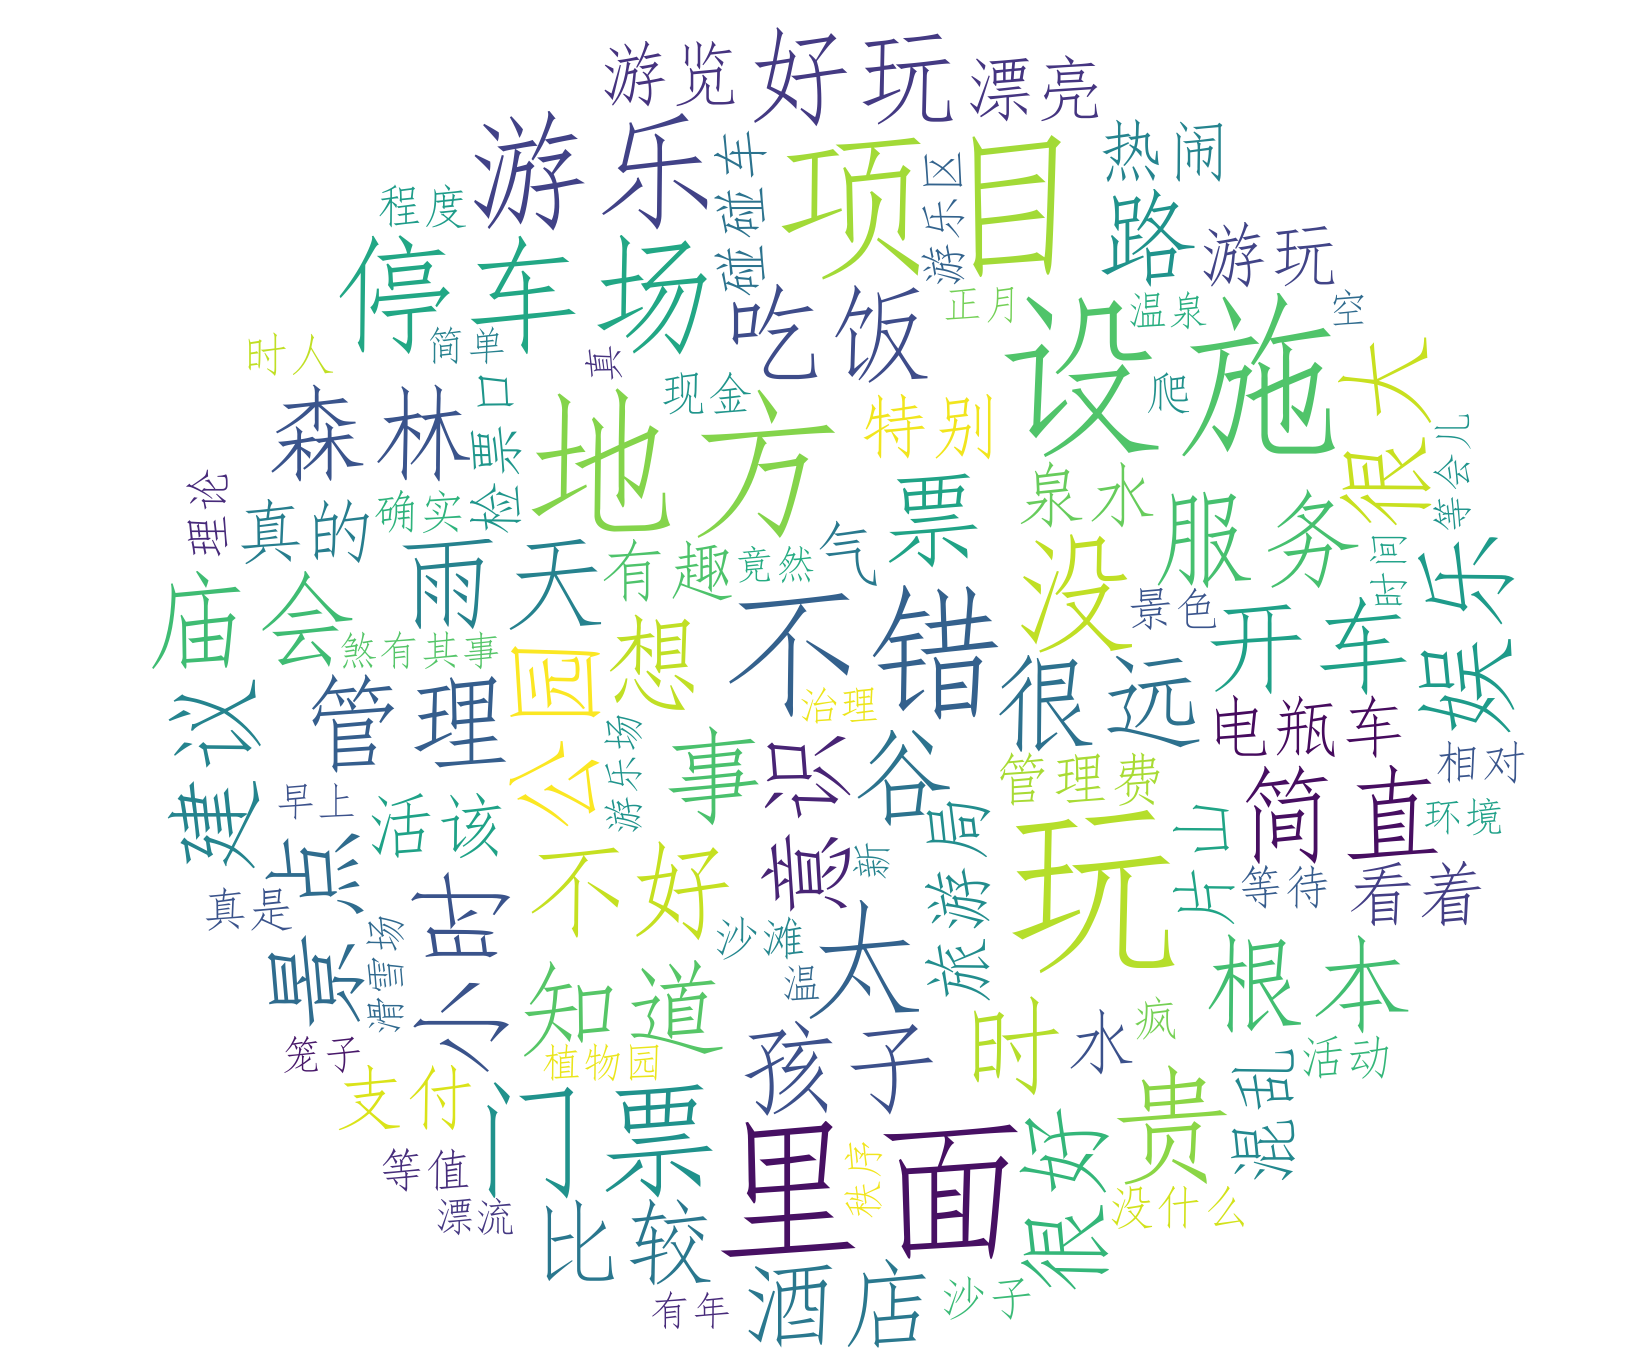 游览
好玩
漂亮
游乐
碰碰车
项目
游乐区
热闹
程度
停车场
路
游玩
吃饭
正月
温泉
空
时人
简单
真
设施
很大
森林
检票口
现金
地方
特别
爬
等会儿
理论
真的
确实
票
泉水
服务
雨天
有趣
竟然
气
没
时间
娱乐
庙会
煞有其事
公园
想
不错
景色
开车
建议
管理
治理
很远
电瓶车
早上
活该
游乐场
事
意识
谷
管理费
简直
相对
环境
景点
不好
新
旅游局
玩
片山
等待
看着
真是
滑雪场
小时
沙滩
太
温
知道
根本
笼子
植物园
孩子
时
水
疯
活动
支付
门票
里面
秩序
很好
贵
混乱
等值
漂流
比较
没什么
有年
酒店
沙子